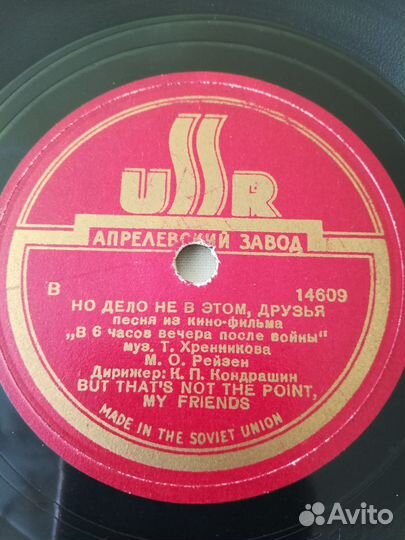 USSR
АПРЕЛЕВСКИЙ ЗАВОД
В 14609
НО ДЕЛО НЕ В ЭТОМ, ДРУЗЬЯ
песня из кино-фильма
„В 6 часов вечера после войны"
муз. Т. Хренникова
М. О. Рейзен
Дирижер: К. П. Кондрашин
BUT THAT'S NOT THE POINT,
MY FRIENDS
MADE IN THE SOVIET UNION
Avito